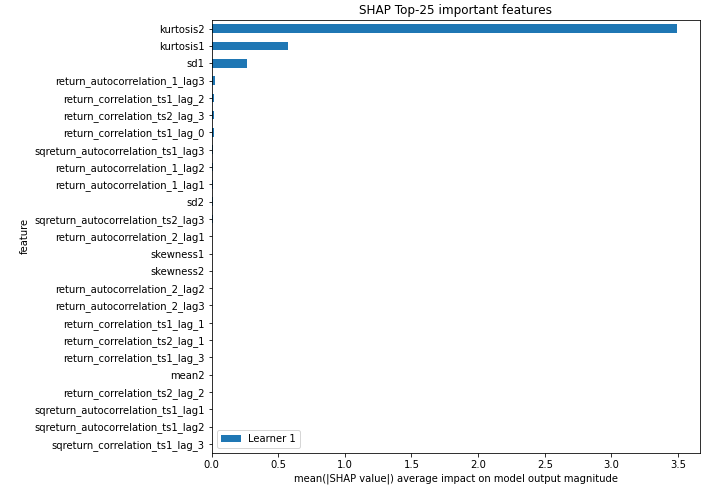 SHAP Top-25 important features
kurtosis2
kurtosis1
sd1
return_autocorrelation_1_lag3
return_correlation_ts1_lag_2
return_correlation_ts2_lag_3
return_correlation_ts1_lag_0
sqreturn_autocorrelation_ts1_lag3
return_autocorrelation_1_lag2
return_autocorrelation_1_lag1
sd2
sqreturn_autocorrelation_ts2_lag3
return_autocorrelation_2_lag1
skewness1
skewness2
return_autocorrelation_2_lag2
return_autocorrelation_2_lag3
return_correlation_ts1_lag_1
return_correlation_ts2_lag_1
return_correlation_ts1_lag_3
mean2
return_correlation_ts2_lag_2
sqreturn_autocorrelation_ts1_lag1
sqreturn_autocorrelation_ts1_lag2
sqreturn_correlation_ts1_lag_3
feature
Learner 1
0.0 0.5 1.0 1.5 2.0 2.5 3.0 3.5
mean(|SHAP value|) average impact on model output magnitude